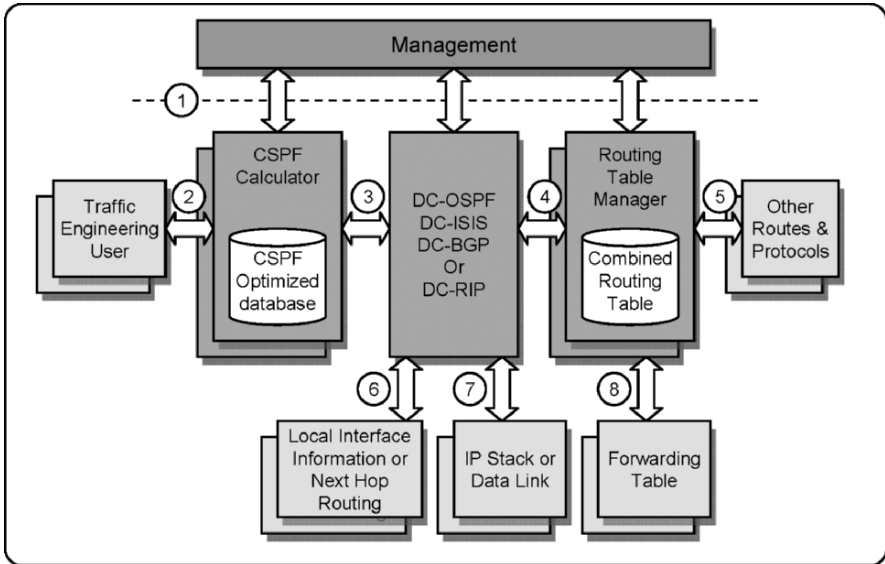 Management
1
CSPF
Calculator
CSPF
Optimized
database
DC-OSPF
DC-ISIS
DC-BGP
Or
DC-RIP
Routing
Table
Manager
Combined
Routing
Table
Traffic
Engineering
User
2
3
4
5
Other
Routes &
Protocols
6
7
8
Local Interface
Information or
Next Hop
Routing
IP Stack or
Data Link
Forwarding
Table